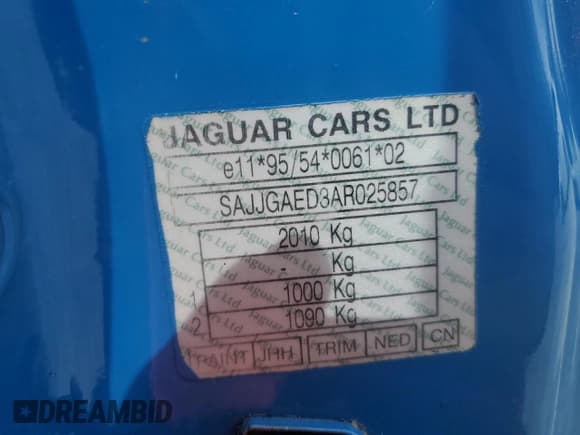 JAGUAR CARS LTD
e11*95/54*0061*02
SAJJGAED3AR025857
2010 Kg
- Kg
1 1000 Kg
2 1090 Kg
PAINT JHH TRIM NED CN
DREAMBID